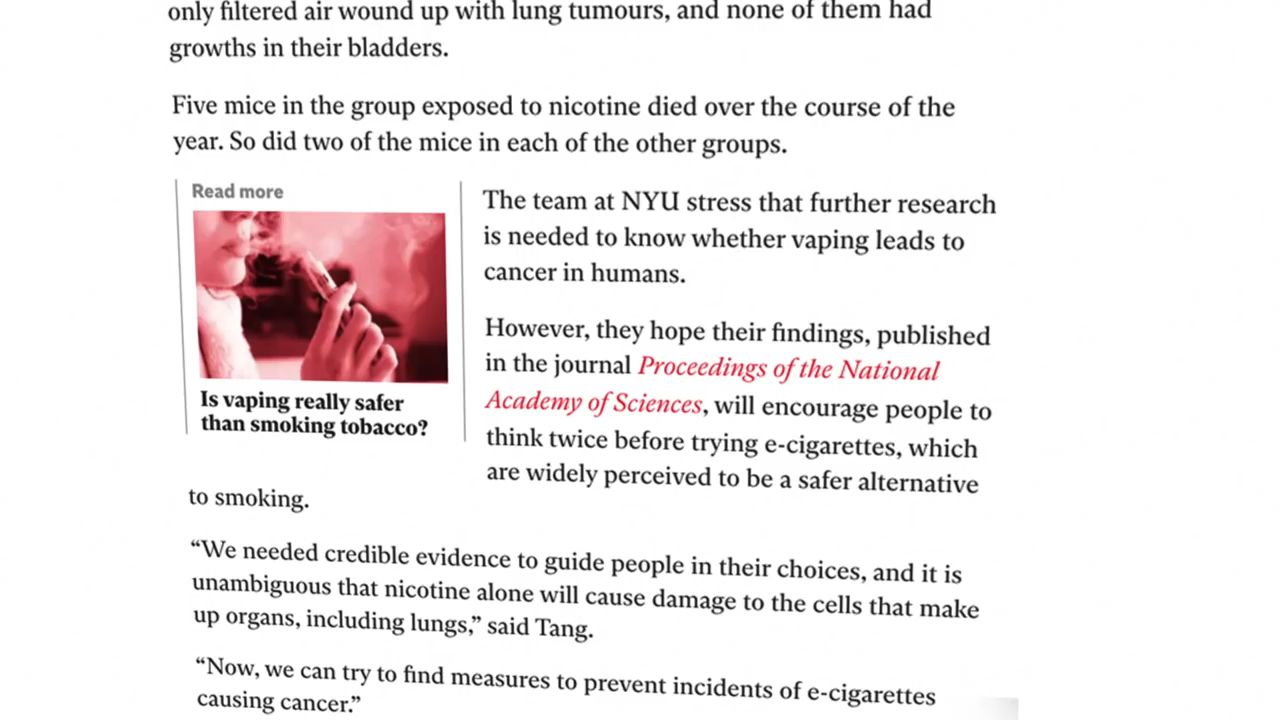 only filtered air wound up with lung tumours, and none of them had
growths in their bladders.
Five mice in the group exposed to nicotine died over the course of the
year. So did two of the mice in each of the other groups.
Read more
Is vaping really safer
than smoking tobacco?
The team at NYU stress that further research
is needed to know whether vaping leads to
cancer in humans.
However, they hope their findings, published
in the journal Proceedings of the National
Academy of Sciences, will encourage people to
think twice before trying e-cigarettes, which
are widely perceived to be a safer alternative
to smoking.
“We needed credible evidence to guide people in their choices, and it is
unambiguous that nicotine alone will cause damage to the cells that make
up organs, including lungs,” said Tang.
“Now, we can try to find measures to prevent incidents of e-cigarettes
causing cancer.”